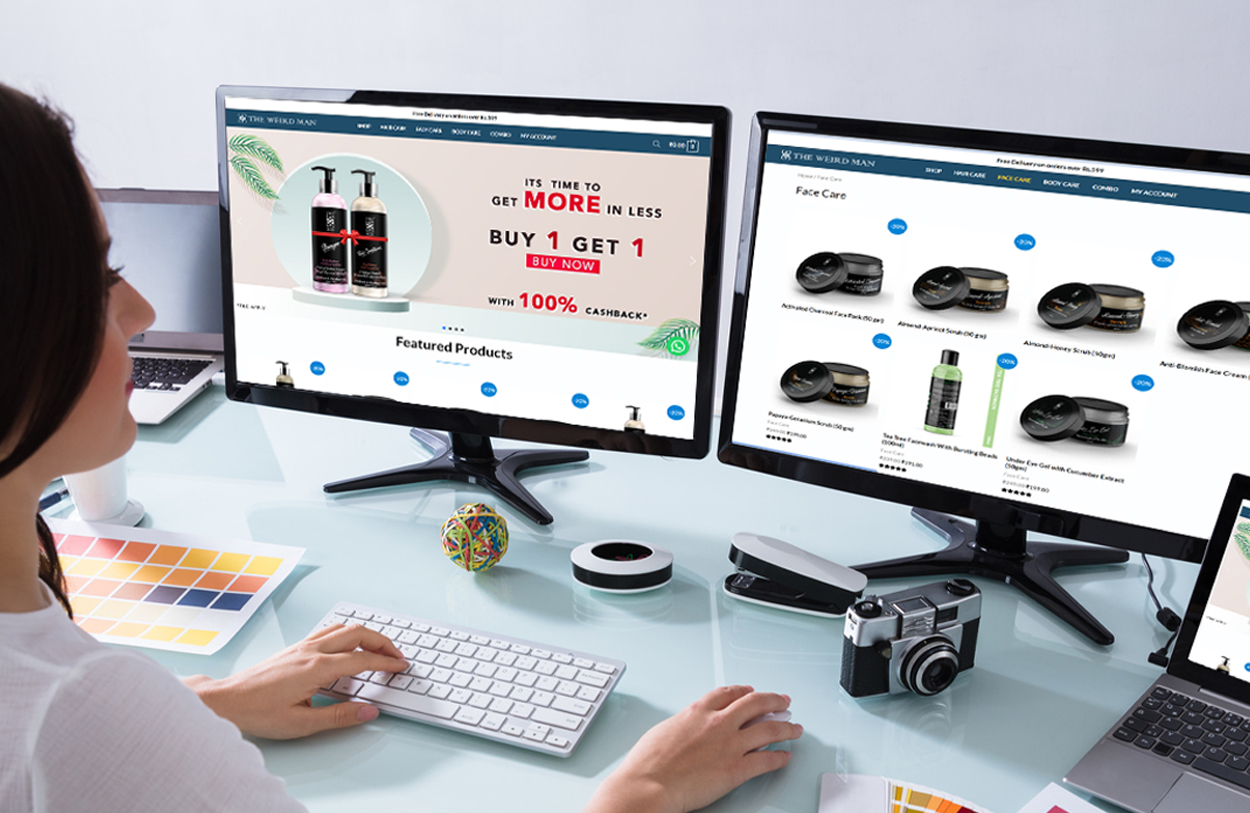 Free Delivery on orders over Rs.599
THE WEIRD MAN
SHOP HAIR CARE FACE CARE BODY CARE COMBO MY ACCOUNT
₹0.00 0
ITS TIME TO
GET MORE IN LESS
BUY 1 GET 1
BUY NOW
WITH 100% CASHBACK*
Featured Products
-20% -20% -20% -20% -20%
Free Delivery on orders over Rs.599
THE WEIRD MAN
SHOP HAIR CARE FACE CARE BODY CARE COMBO MY ACCOUNT
Home / Face Care
Face Care
-20% -20% -20%
Activated Charcoal Face Pack (50 gm)
Almond-Apricot Scrub (50 gm)
Almond-Honey Scrub (50gm)
Anti-Blemish Face Cream
-20% -20% -20%
Papaya-Geranium Scrub (50 gm)
Face Care
₹199.00
Tea Tree Facewash With Bursting Beads
(100ml)
Face Care
Under Eye Gel with Cucumber Extract
(50gm)
Face Care
₹199.00